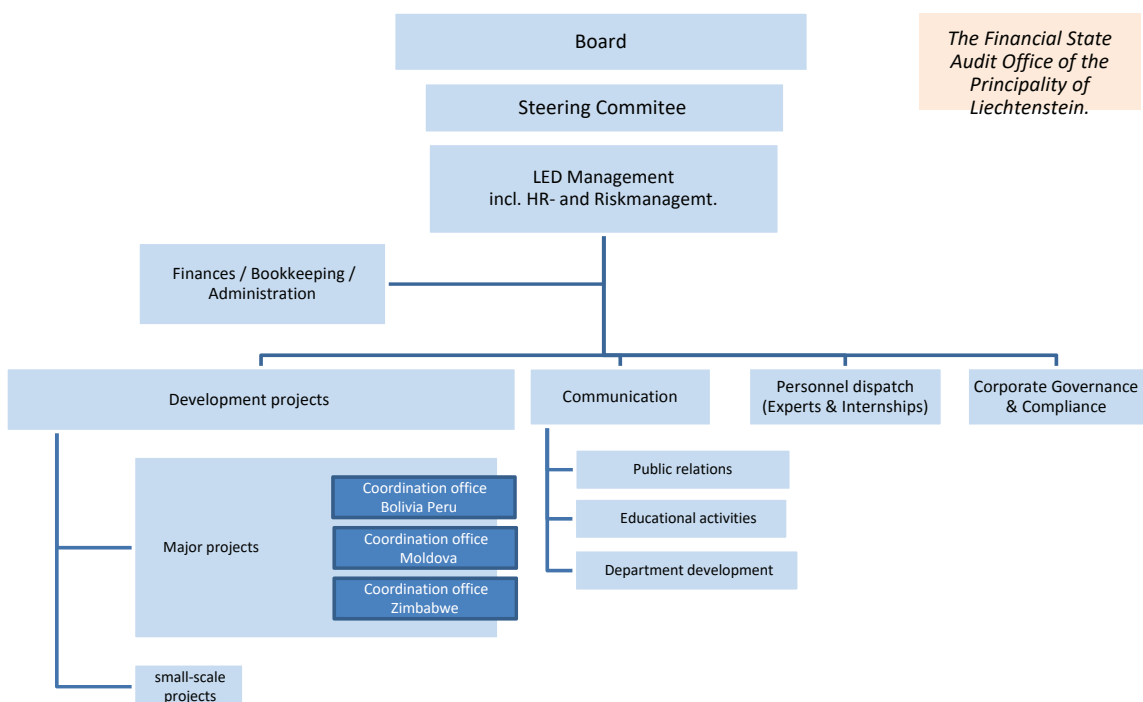 Board
The Financial State
Audit Office of the
Principality of
Liechtenstein.
Steering Commitee
LED Management
incl. HR- and Riskmanagemt.
Finances / Bookkeeping /
Administration
Development projects
Communication
Personnel dispatch
(Experts & Internships)
Corporate Governance
& Compliance
Major projects
Coordination office
Bolivia Peru
Coordination office
Moldova
Coordination office
Zimbabwe
small-scale
projects
Public relations
Educational activities
Department development